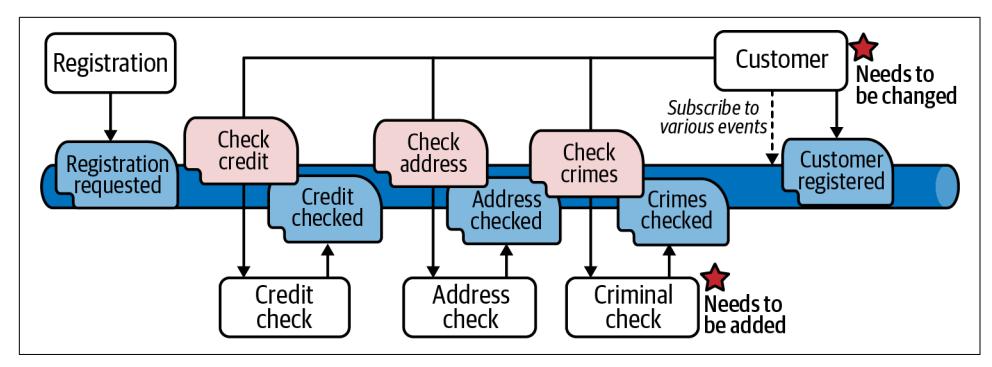 Registration
Customer
Needs to
be changed
Subscribe to
various events
Registration
requested
Check
credit
Credit
checked
Check
address
Address
checked
Check
crimes
Crimes
checked
Customer
registered
Credit
check
Address
check
Criminal
check
Needs to
be added